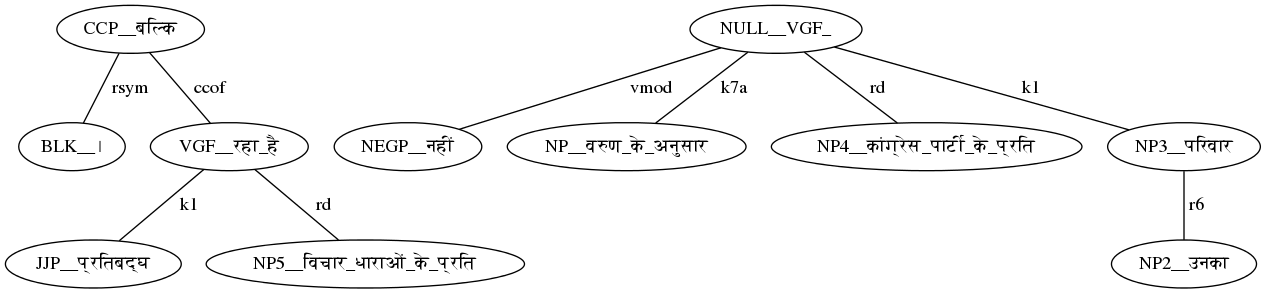 CCP__बल्कि NULL__VGF_
rsym ccof vmod k7a rd k1
BLK__। VGF__रहा_है NEGP__नहीं NP__वरुण_के_अनुसार NP4__कांग्रेस_पार्टी_के_प्रति NP3__परिवार
k1 rd r6
JJP__प्रतिबद्घ NP5__विचार_धाराओं_के_प्रति NP2__उनका